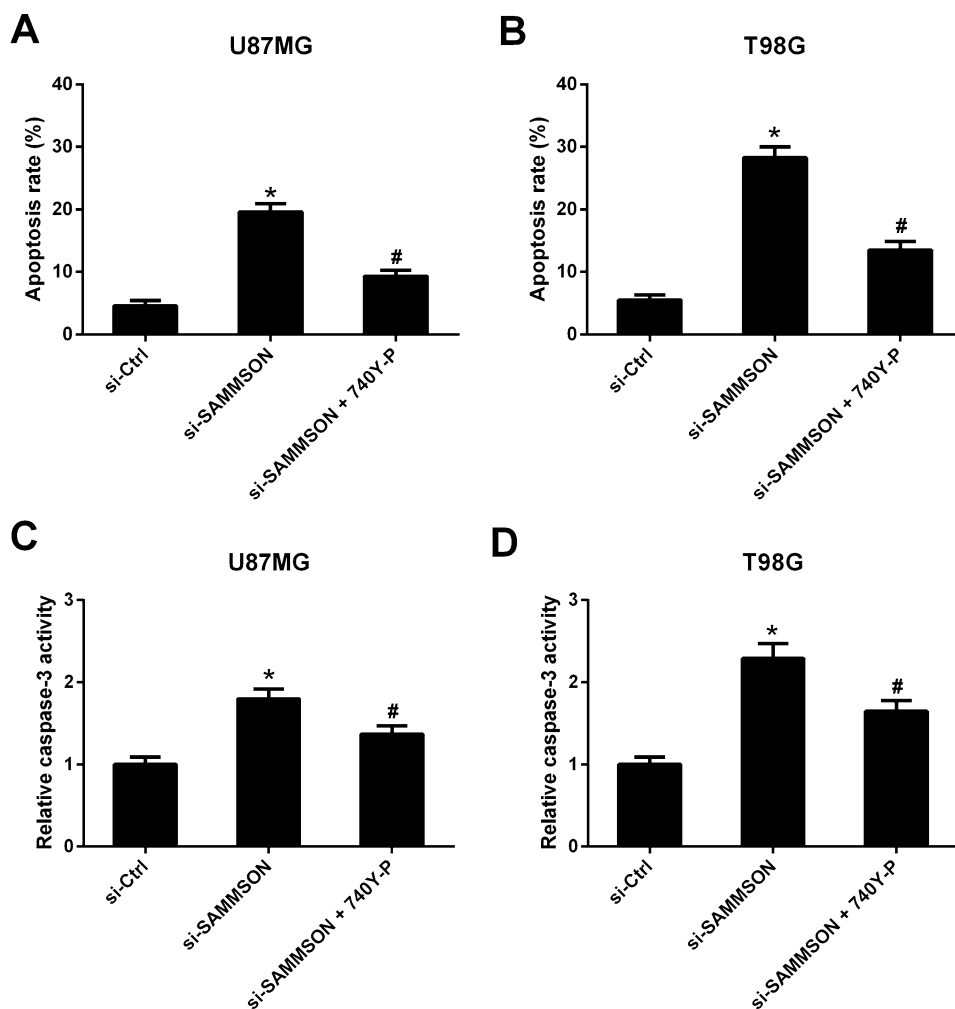 A
U87MG
Apoptosis rate (%)
40
30
20
10
0
*
#
si-Ctrl
si-SAMMSON
si-SAMMSON + 740Y-P
B
T98G
Apoptosis rate (%)
40
30
20
10
0
*
#
si-Ctrl
si-SAMMSON
si-SAMMSON + 740Y-P
C
U87MG
Relative caspase-3 activity
3
2
1
0
*
#
si-Ctrl
si-SAMMSON
si-SAMMSON + 740Y-P
D
T98G
Relative caspase-3 activity
3
2
1
0
*
#
si-Ctrl
si-SAMMSON
si-SAMMSON + 740Y-P